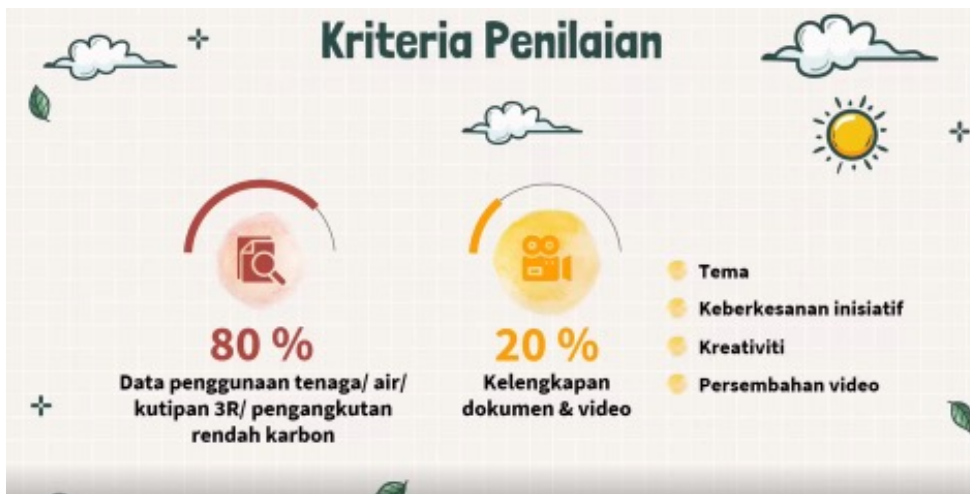 Kriteria Penilaian
80 %
Data penggunaan tenaga/ air/
kutipan 3R/ pengangkutan
rendah karbon
20 %
Kelengkapan
dokumen & video
Tema
Keberkesanan inisiatif
Kreativiti
Persembahan video